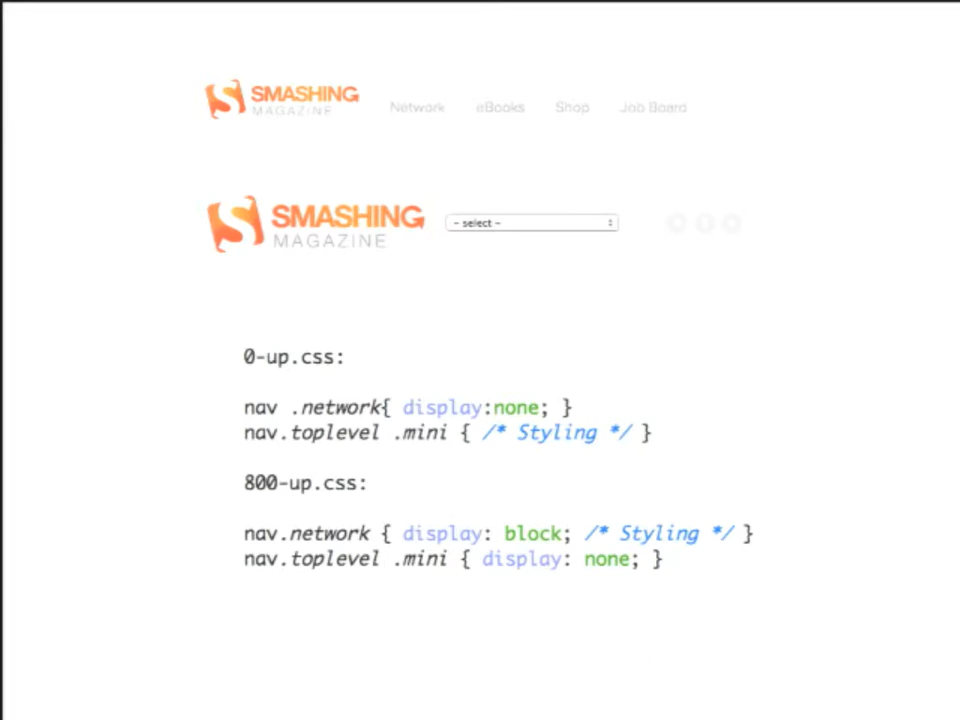 SMASHING
MAGAZINE
Network eBooks Shop Job Board
SMASHING
MAGAZINE
– select –
0-up.css:
nav .network{ display:none; }
nav.toplevel .mini { /* Styling */ }
800-up.css:
nav.network { display: block; /* Styling */ }
nav.toplevel .mini { display: none; }